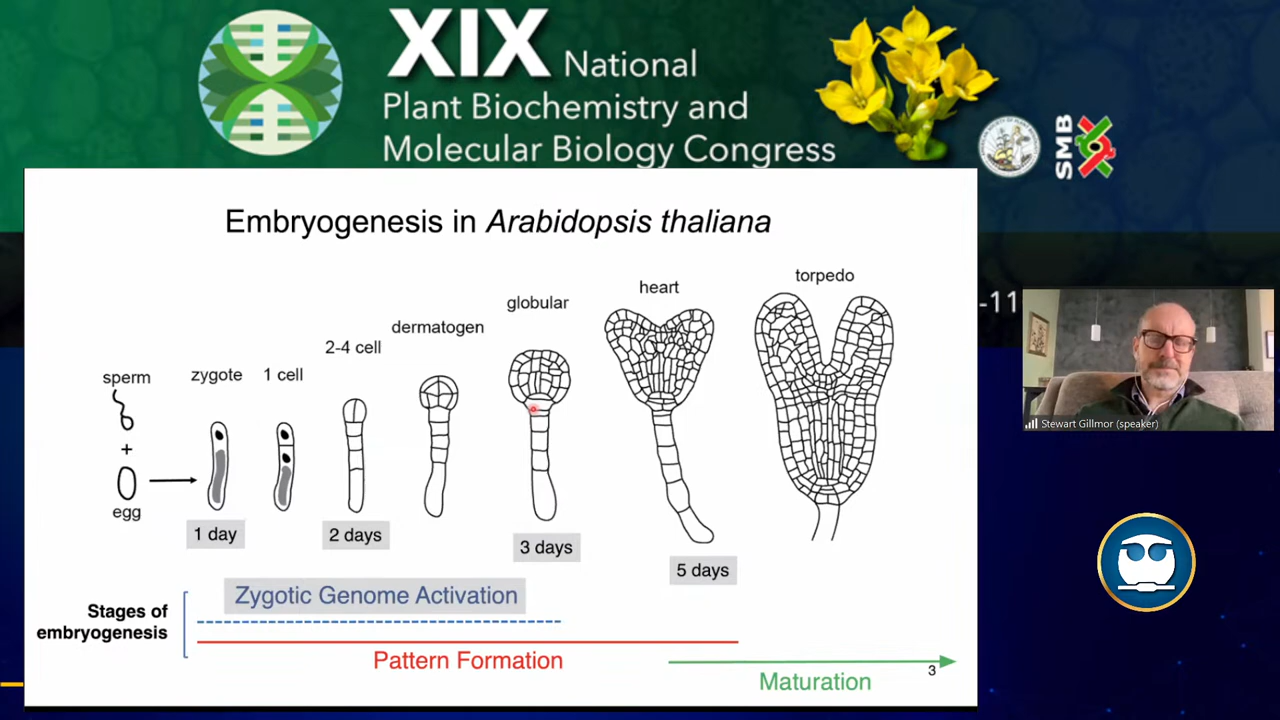 XIX National
Plant Biochemistry and
Molecular Biology Congress
SMB
Embryogenesis in Arabidopsis thaliana
torpedo
heart
globular
dermatogen
2-4 cell
sperm
zygote
1 cell
+
egg
1 day
2 days
3 days
5 days
Zygotic Genome Activation
Stages of
embryogenesis
Pattern Formation
Maturation
3
-11
Stewart Gillmor (speaker)